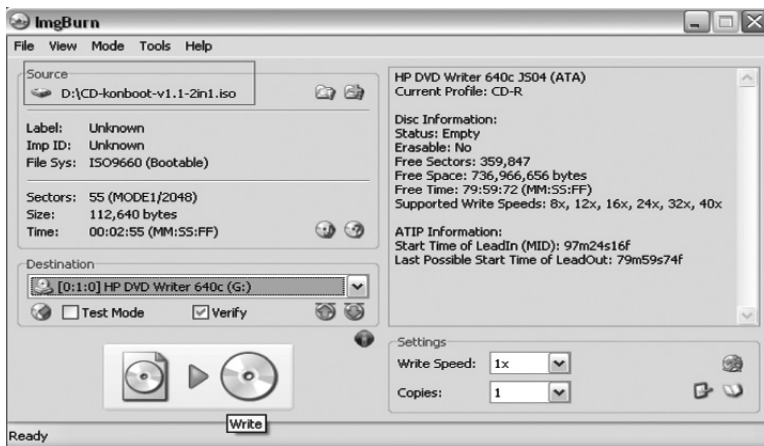 ImgBurn
File View Mode Tools Help
Source
D:\CD-konboot-v1.1-2in1.iso
Label: Unknown
Imp ID: Unknown
File Sys: ISO9660 (Bootable)
Sectors: 55 (MODE1/2048)
Size: 112,640 bytes
Time: 00:02:55 (MM:SS:FF)
Destination
[0:1:0] HP DVD Writer 640c (G:)
Test Mode Verify
Write
Ready
HP DVD Writer 640c JS04 (ATA)
Current Profile: CD-R
Disc Information:
Status: Empty
Erasable: No
Free Sectors: 359,847
Free Space: 736,966,656 bytes
Free Time: 79:59:72 (MM:SS:FF)
Supported Write Speeds: 8x, 12x, 16x, 24x, 32x, 40x
ATIP Information:
Start Time of LeadIn (MID): 97m24s16f
Last Possible Start Time of LeadOut: 79m59s74f
Settings
Write Speed: 1x
Copies: 1